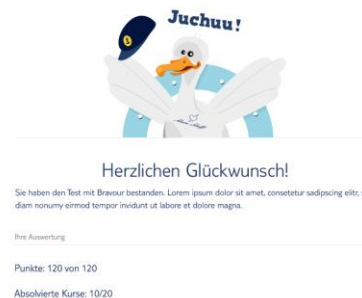 Juchuu!
Herzlichen Glückwunsch!
Sie haben den Test mit Bravour bestanden. Lorem ipsum dolor sit amet, consetetur sadipscing elitr,
diam nonumy eirmod tempor invidunt ut labore et dolore magna.
Ihre Auswertung
Punkte: 120 von 120
Absolvierte Kurse: 10/20